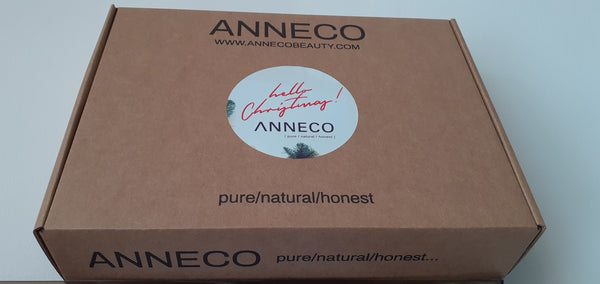 ANNECO
WWW.ANNECOBEAUTY.COM
hello
Christmas!
ANNECO
[ pure / natural / honest ]
pure/natural/honest
ANNECO pure/natural/honest...